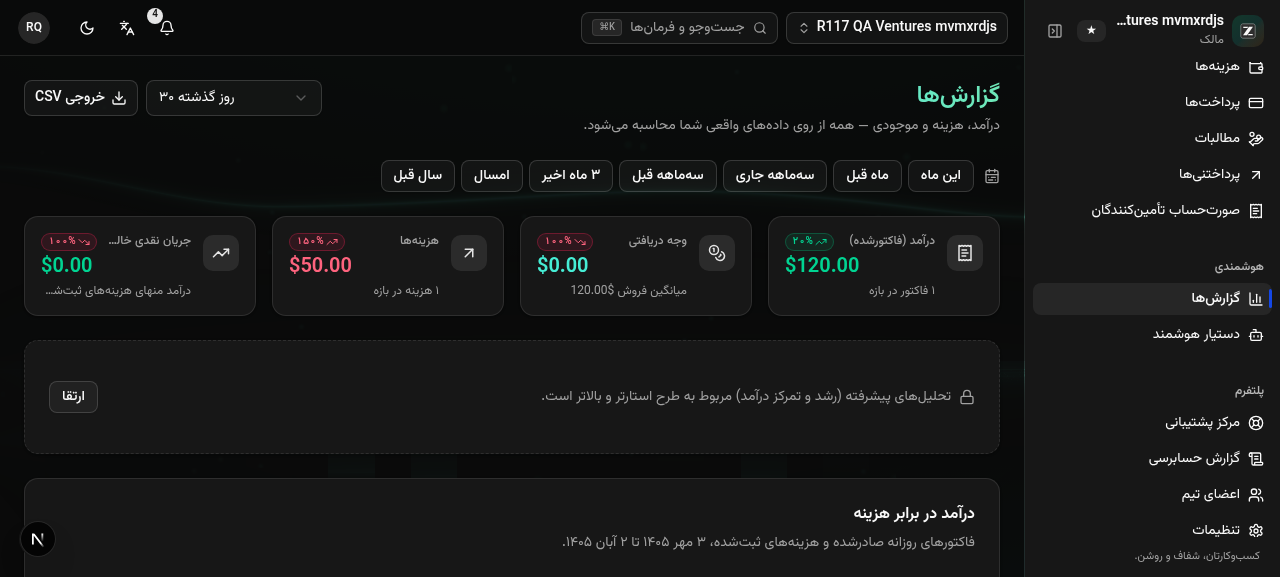 ...tures mvmxrdjs
مالک
هزینه‌ها
پرداخت‌ها
مطالبات
پرداختنی‌ها
صورت‌حساب تأمین‌کنندگان
هوشمندی
گزارش‌ها
دستیار هوشمند
پلتفرم
مرکز پشتیبانی
گزارش حسابرسی
اعضای تیم
تنظیمات
کسب‌وکارتان، شفاف و روشن.
R117 QA Ventures mvmxrdjs
جست‌وجو و فرمان‌ها
⌘K
4
RQ
گزارش‌ها
درآمد، هزینه و موجودی — همه از روی داده‌های واقعی شما محاسبه می‌شود.
۳۰ روز گذشته
خروجی CSV
این ماه
ماه قبل
سه‌ماهه جاری
سه‌ماهه قبل
۳ ماه اخیر
امسال
سال قبل
درآمد (فاکتورشده)
۲۰%
$120.00
۱ فاکتور در بازه
وجه دریافتی
۱۰۰%
$0.00
میانگین فروش $120.00
هزینه‌ها
۱۵۰%
$50.00
۱ هزینه در بازه
جریان نقدی خالـ...
۱۰۰%
$0.00
درآمد منهای هزینه‌های ثبت‌شـ...
تحلیل‌های پیشرفته (رشد و تمرکز درآمد) مربوط به طرح استارتر و بالاتر است.
ارتقا
درآمد در برابر هزینه
فاکتورهای روزانه صادرشده و هزینه‌های ثبت‌شده، ۳ مهر ۱۴۰۵ تا ۲ آبان ۱۴۰۵.
N